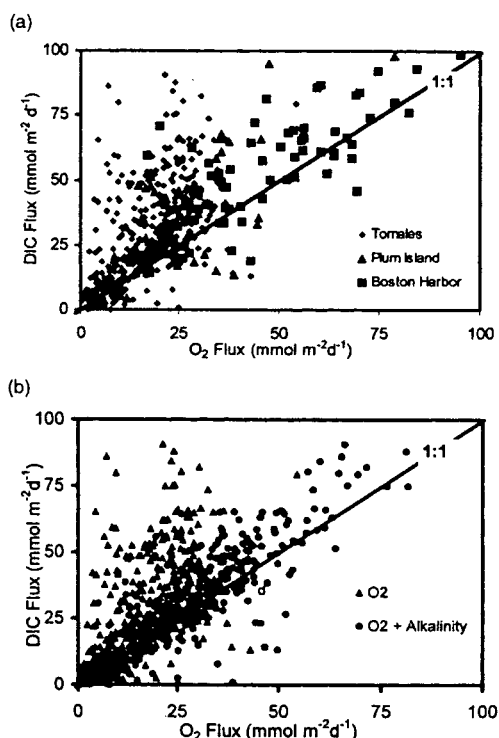 (a)
100
75
50
25
0
DIC Flux (mmol m⁻² d⁻¹)
1:1
Tomales
Plum Island
Boston Harbor
0 25 50 75 100
O₂ Flux (mmol m⁻²d⁻¹)
(b)
100
75
50
25
0
DIC Flux (mmol m⁻² d⁻¹)
1:1
O2
O2 + Alkalinity
0 25 50 75 100
O₂ Flux (mmol m⁻²d⁻¹)